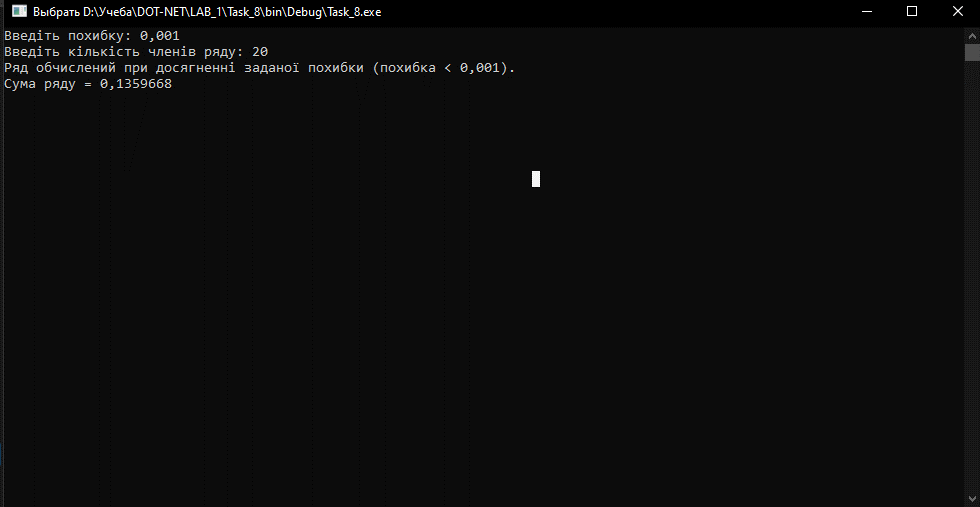 Выбрать D:\Учеба\DOT-NET\LAB_1\Task_8\bin\Debug\Task_8.exe
Введіть похибку: 0,001
Введіть кількість членів ряду: 20
Ряд обчислений при досягненні заданої похибки (похибка < 0,001).
Сума ряду = 0,1359668